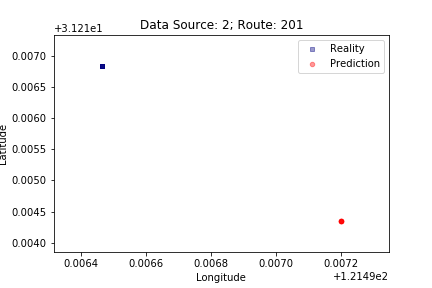 Data Source: 2; Route: 201
+3.121e1
Reality
Prediction
0.0070
0.0065
0.0060
0.0055
0.0050
0.0045
0.0040
Latitude
0.0064 0.0066 0.0068 0.0070 0.0072
Longitude
+1.2149e2